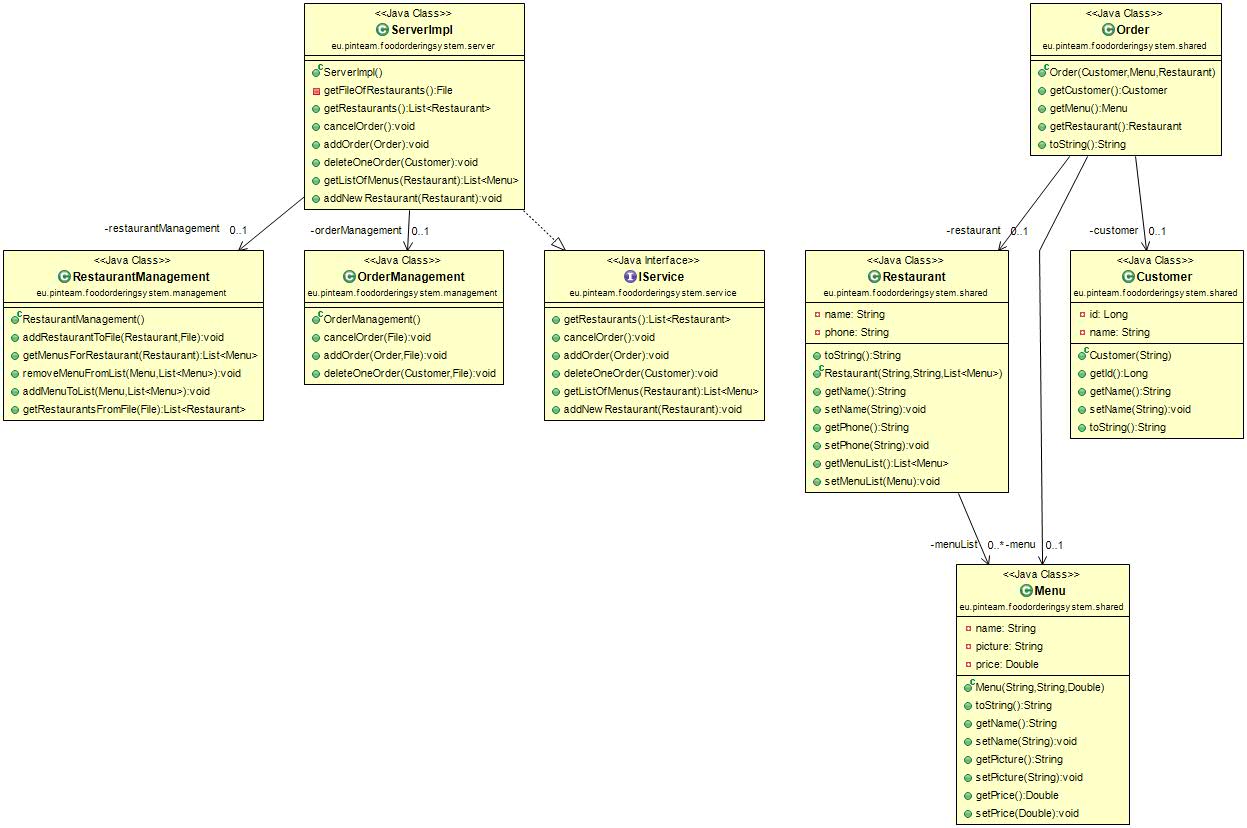 <<Java Class>>
ServerImpl
eu.pinteam.foodorderingsystem.server
ServerImpl()
getFileOfRestaurants():File
getRestaurants():List<Restaurant>
cancelOrder():void
addOrder(Order):void
deleteOneOrder(Customer):void
getListOfMenus(Restaurant):List<Menu>
addNewRestaurant(Restaurant):void
<<Java Class>>
Order
eu.pinteam.foodorderingsystem.shared
Order(Customer,Menu,Restaurant)
getCustomer():Customer
getMenu():Menu
getRestaurant():Restaurant
toString():String
-restaurantManagement 0..1
-orderManagement 0..1
-restaurant 0..1
-customer 0..1
<<Java Class>>
RestaurantManagement
eu.pinteam.foodorderingsystem.management
RestaurantManagement()
addRestaurantToFile(Restaurant,File):void
getMenusForRestaurant(Restaurant):List<Menu>
removeMenuFromList(Menu,List<Menu>):void
addMenuToList(Menu,List<Menu>):void
getRestaurantsFromFile(File):List<Restaurant>
<<Java Class>>
OrderManagement
eu.pinteam.foodorderingsystem.management
OrderManagement()
cancelOrder(File):void
addOrder(Order,File):void
deleteOneOrder(Customer,File):void
<<Java Interface>>
IService
eu.pinteam.foodorderingsystem.service
getRestaurants():List<Restaurant>
cancelOrder():void
addOrder(Order):void
deleteOneOrder(Customer):void
getListOfMenus(Restaurant):List<Menu>
addNewRestaurant(Restaurant):void
<<Java Class>>
Restaurant
eu.pinteam.foodorderingsystem.shared
name: String
phone: String
toString():String
Restaurant(String,String,List<Menu>)
getName():String
setName(String):void
getPhone():String
setPhone(String):void
getMenuList():List<Menu>
setMenuList(Menu):void
<<Java Class>>
Customer
eu.pinteam.foodorderingsystem.shared
id: Long
name: String
Customer(String)
getId():Long
getName():String
setName(String):void
toString():String
-menuList 0..*
-menu 0..1
<<Java Class>>
Menu
eu.pinteam.foodorderingsystem.shared
name: String
picture: String
price: Double
Menu(String,String,Double)
toString():String
getName():String
setName(String):void
getPicture():String
setPicture(String):void
getPrice():Double
setPrice(Double):void